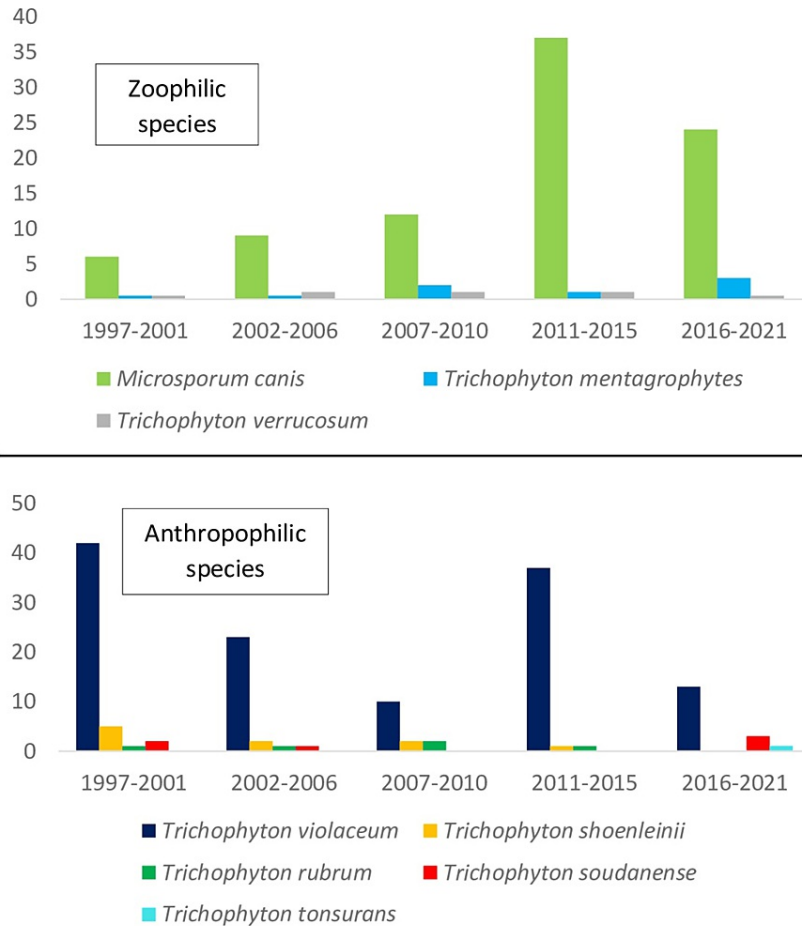 40
35
30
25
20
15
10
5
0
Zoophilic
species
1997-2001 2002-2006 2007-2010 2011-2015 2016-2021
Microsporum canis Trichophyton mentagrophytes
Trichophyton verrucosum
50
40
30
20
10
0
Anthropophilic
species
1997-2001 2002-2006 2007-2010 2011-2015 2016-2021
Trichophyton violaceum Trichophyton shoenleinii
Trichophyton rubrum Trichophyton soudanense
Trichophyton tonsurans